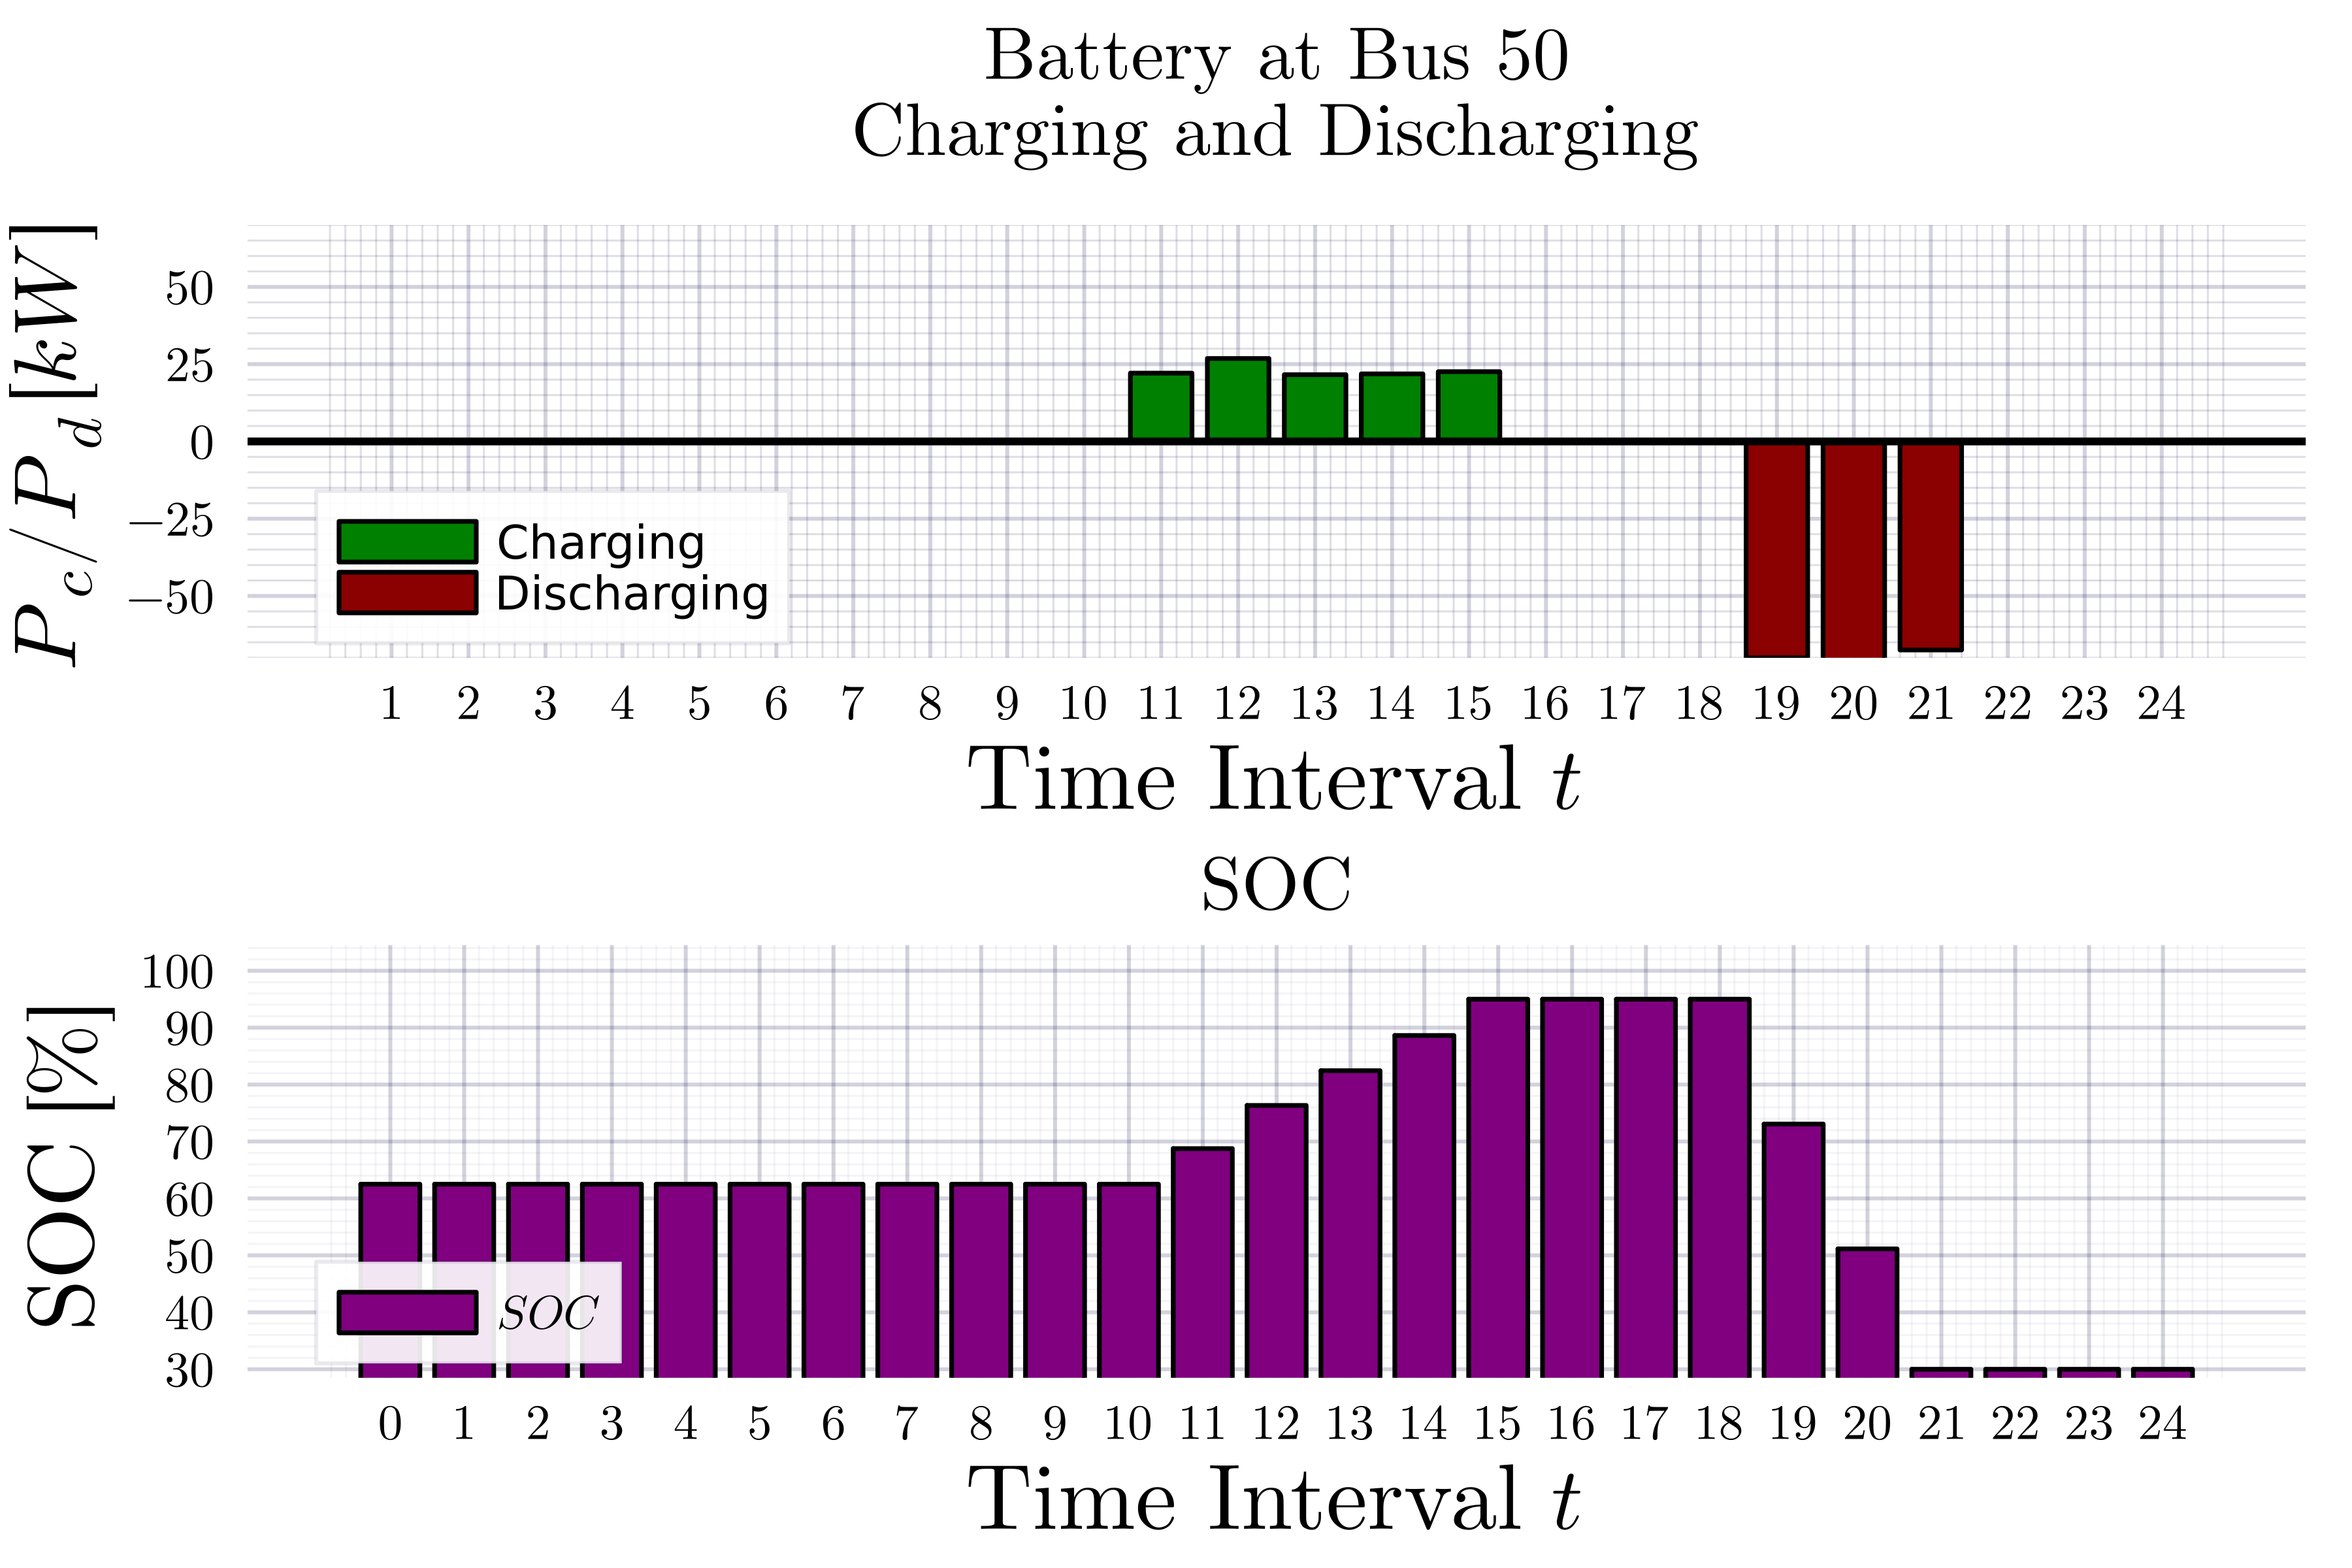 Battery at Bus 50
Charging and Discharging
P_c/P_d [kW]
50
25
0
−25
−50
Charging
Discharging
1 2 3 4 5 6 7 8 9 10 11 12 13 14 15 16 17 18 19 20 21 22 23 24
Time Interval t
SOC
SOC [%]
100
90
80
70
60
50
40
30
SOC
0 1 2 3 4 5 6 7 8 9 10 11 12 13 14 15 16 17 18 19 20 21 22 23 24
Time Interval t